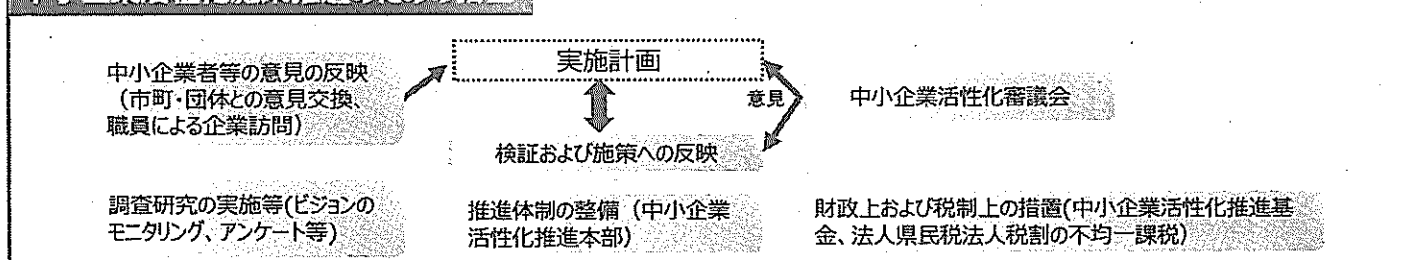 実施計画
中小企業者等の意見の反映
(市町・団体との意見交換、
職員による企業訪問)
意見
中小企業活性化審議会
検証および施策への反映
調査研究の実施等(ビジョンの
モニタリング、アンケート等)
推進体制の整備(中小企業
活性化推進本部)
財政上および税制上の措置(中小企業活性化推進基
金、法人県民税法人税割の不均一課税)